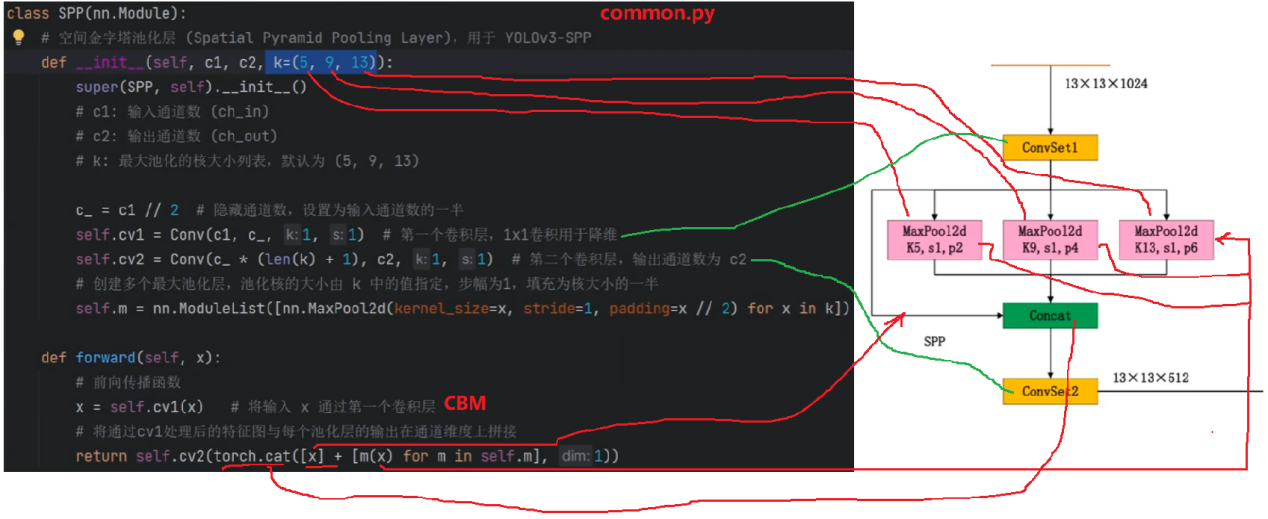 common.py
class SPP(nn.Module):
# 空间金字塔池化层 (Spatial Pyramid Pooling Layer)，用于 YOLOv3-SPP
def __init__(self, c1, c2, k=(5, 9, 13)):
super(SPP, self).__init__()
# c1: 输入通道数 (ch_in)
# c2: 输出通道数 (ch_out)
# k: 最大池化的核大小列表，默认为 (5, 9, 13)
c_ = c1 // 2 # 隐藏通道数，设置为输入通道数的一半
self.cv1 = Conv(c1, c_, k:1, s:1) # 第一个卷积层，1x1卷积用于降维
self.cv2 = Conv(c_ * (len(k) + 1), c2, k:1, s:1) # 第二个卷积层，输出通道数为 c2
# 创建多个最大池化层，池化核的大小由 k 中的值指定，步幅为1，填充为核大小的一半
self.m = nn.ModuleList([nn.MaxPool2d(kernel_size=x, stride=1, padding=x // 2) for x in k])
def forward(self, x):
# 前向传播函数
x = self.cv1(x) # 将输入 x 通过第一个卷积层 CBM
# 将通过cv1处理后的特征图与每个池化层的输出在通道维度上拼接
return self.cv2(torch.cat([x] + [m(x) for m in self.m], dim:1))
13×13×1024
ConvSet1
MaxPool2d
K5, s1, p2
MaxPool2d
K9, s1, p4
MaxPool2d
K13, s1, p6
Concat
SPP
13×13×512
ConvSet2